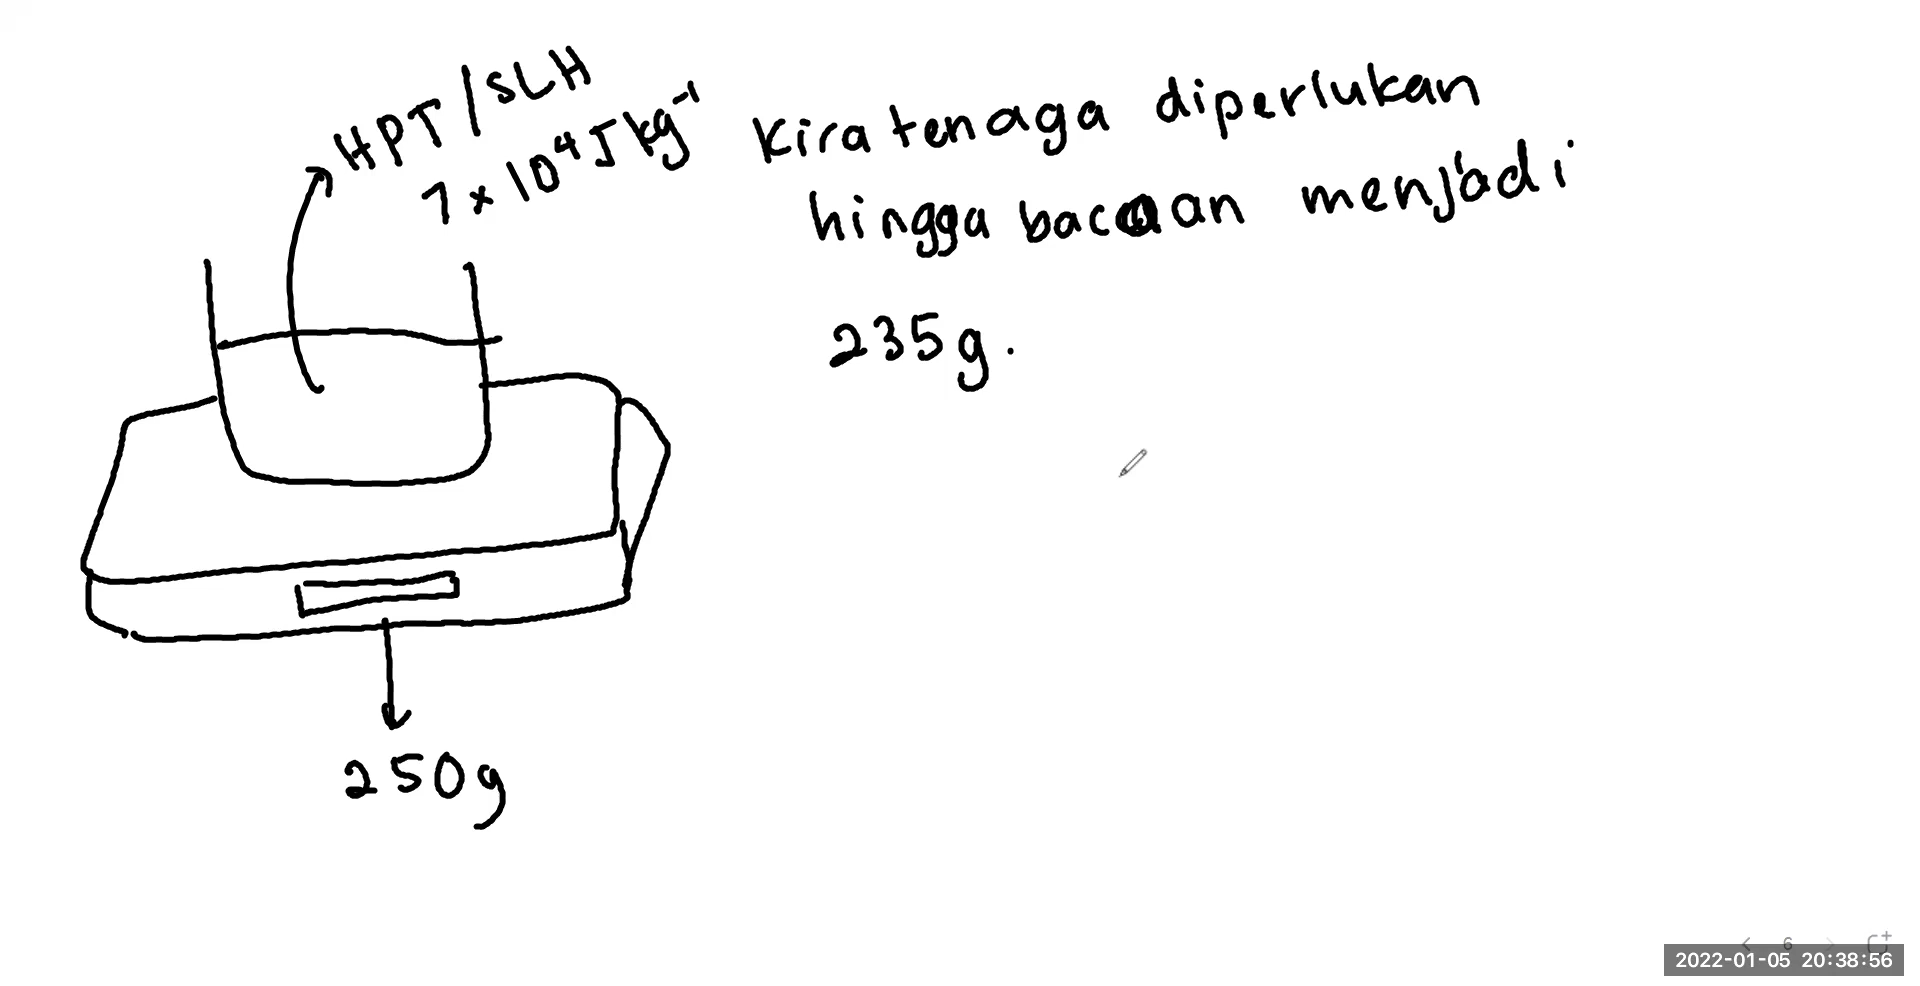 HPT/SLH
7 x 10⁴ J kg⁻¹
Kira tenaga diperlukan
hingga bacaan menjadi
235g.
250g
6
2022-01-05 20:38:56